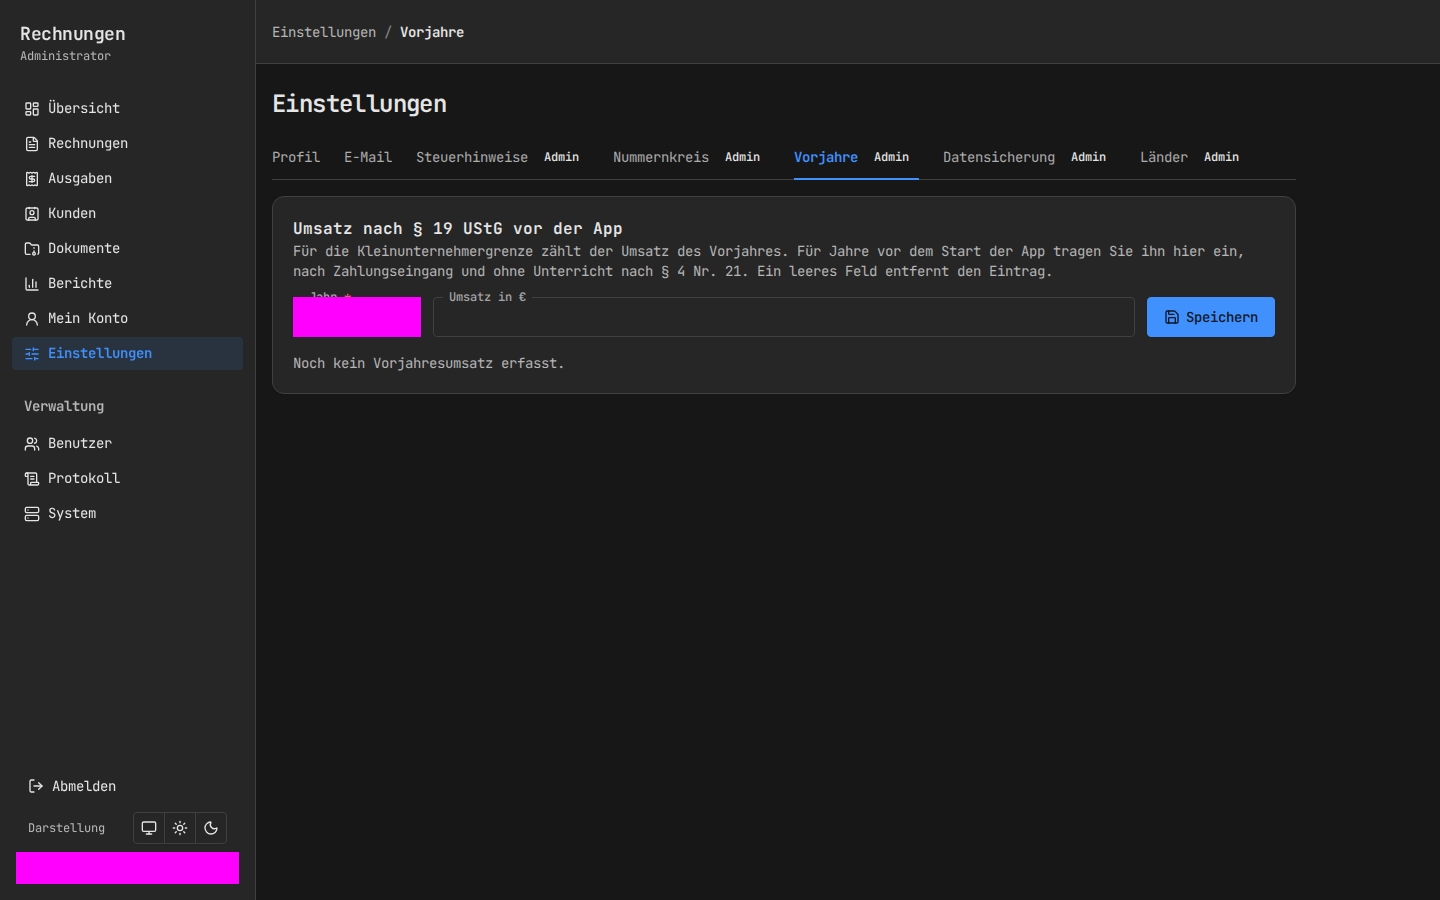 Rechnungen
Administrator
Übersicht
Rechnungen
Ausgaben
Kunden
Dokumente
Berichte
Mein Konto
Einstellungen
Verwaltung
Benutzer
Protokoll
System
Abmelden
Darstellung
Einstellungen / Vorjahre
Einstellungen
Profil E-Mail Steuerhinweise Admin Nummernkreis Admin Vorjahre Admin Datensicherung Admin Länder Admin
Umsatz nach § 19 UStG vor der App
Für die Kleinunternehmergrenze zählt der Umsatz des Vorjahres. Für Jahre vor dem Start der App tragen Sie ihn hier ein,
nach Zahlungseingang und ohne Unterricht nach § 4 Nr. 21. Ein leeres Feld entfernt den Eintrag.
Umsatz in €
Speichern
Noch kein Vorjahresumsatz erfasst.